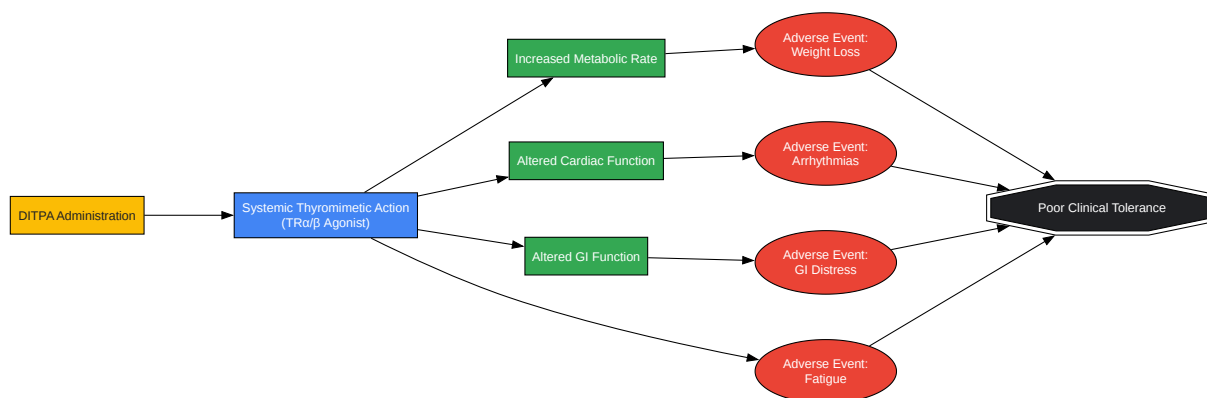 DITPA Administration
Systemic Thyromimetic Action
(TRα/β Agonist)
Increased Metabolic Rate
Altered Cardiac Function
Altered GI Function
Adverse Event:
Weight Loss
Adverse Event:
Arrhythmias
Adverse Event:
GI Distress
Adverse Event:
Fatigue
Poor Clinical Tolerance